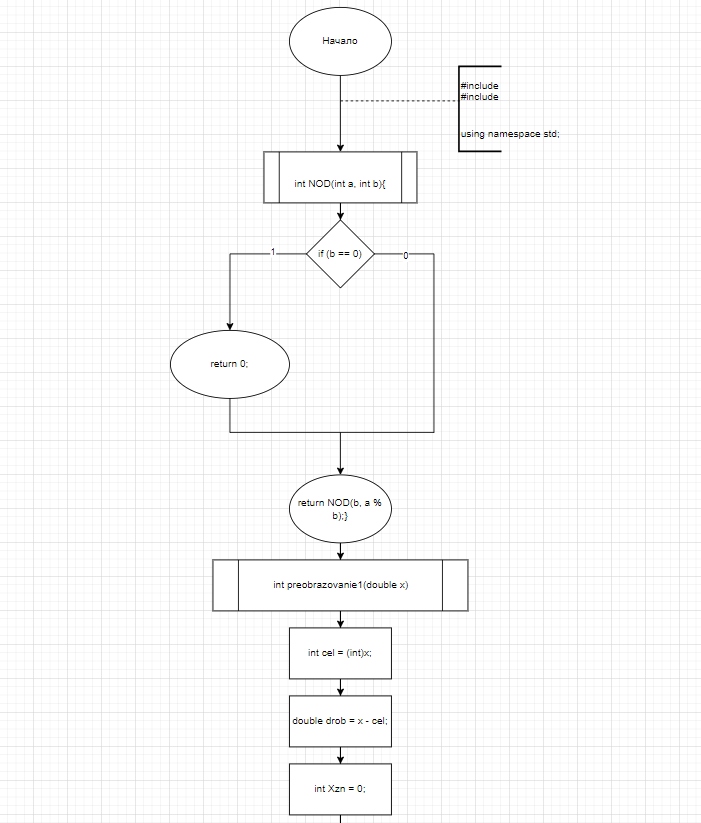 Начало
#include
#include
using namespace std;
int NOD(int a, int b){
if (b == 0)
1
0
return 0;
return NOD(b, a %
b);}
int preobrazovanie1(double x)
int cel = (int)x;
double drob = x - cel;
int Xzn = 0;